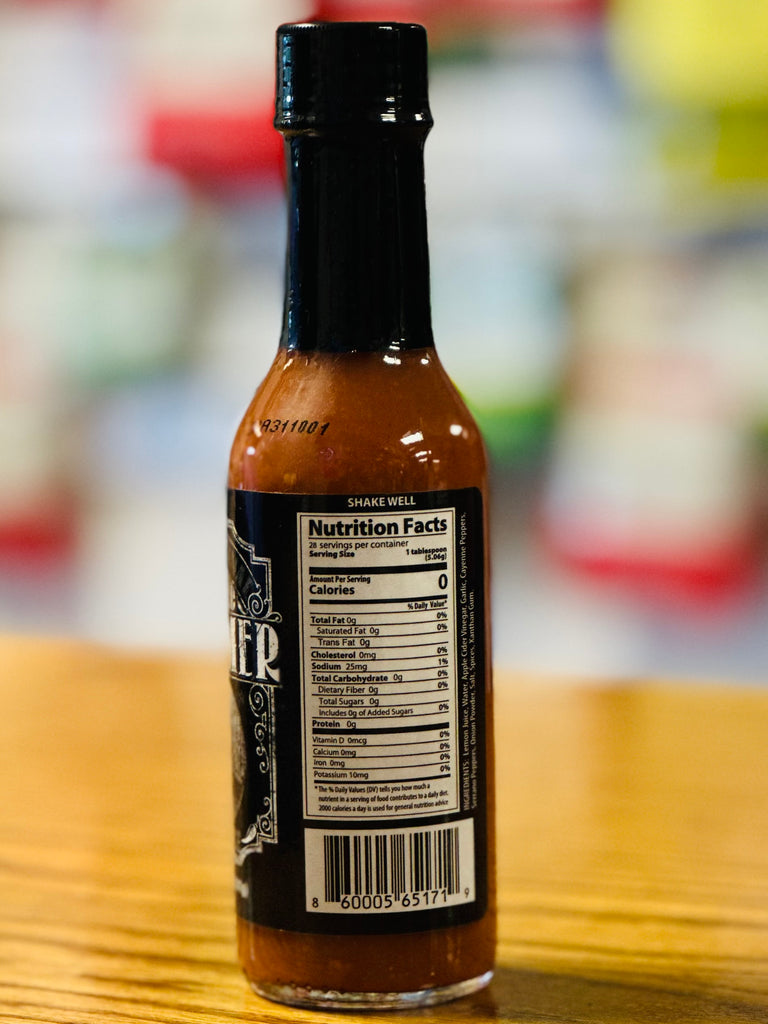 A311001
SHAKE WELL
Nutrition Facts
28 servings per container
Serving Size 1 tablespoon
(5.06g)
Amount Per Serving
Calories 0
% Daily Value*
Total Fat 0g 0%
Saturated Fat 0g 0%
Trans Fat 0g
Cholesterol 0mg 0%
Sodium 25mg 1%
Total Carbohydrate 0g 0%
Dietary Fiber 0g 0%
Total Sugars 0g
Includes 0g of Added Sugars 0%
Protein 0g
Vitamin D 0mcg 0%
Calcium 0mg 0%
Iron 0mg 0%
Potassium 10mg 0%
*The % Daily Values (DV) tells you how much a
nutrient in a serving of food contributes to a daily diet.
2000 calories a day is used for general nutrition advice
INGREDIENTS: Lemon Juice, Water, Apple Cider Vinegar, Garlic, Cayenne Peppers,
Serrano Peppers, Onion Powder, Salt, Spices, Xanthan Gum
8 60005 65171 9